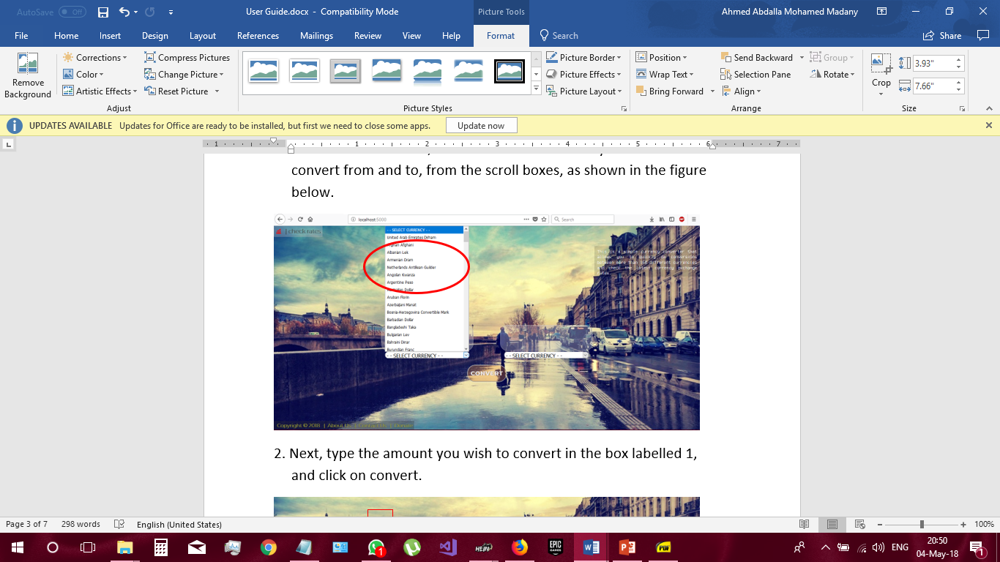 AutoSave Off
User Guide.docx - Compatibility Mode
Picture Tools
Ahmed Abdalla Mohamed Madany
File Home Insert Design Layout References Mailings Review View Help Format Search
Share
Remove Background
Corrections
Color
Artistic Effects
Compress Pictures
Change Picture
Reset Picture
Adjust
Picture Styles
Picture Border
Picture Effects
Picture Layout
Position
Wrap Text
Bring Forward
Send Backward
Selection Pane
Align
Group
Rotate
Arrange
Crop
3.93"
7.66"
Size
UPDATES AVAILABLE Updates for Office are ready to be installed, but first we need to close some apps. Update now
L
1 1 2 3 4 5 6 7
convert from and to, from the scroll boxes, as shown in the figure
below.
localhost:5000
Search
| check rates
- - SELECT CURRENCY - -
United Arab Emirates Dirham
Afghan Afghani
Albanian Lek
Armenian Dram
Netherlands Antillean Guilder
Angolan Kwanza
Argentine Peso
Australian Dollar
Aruban Florin
Azerbaijani Manat
Bosnia-Herzegovina Convertible Mark
Barbadian Dollar
Bangladeshi Taka
Bulgarian Lev
Bahraini Dinar
Burundian Franc
- - SELECT CURRENCY - -
- - SELECT CURRENCY - -
This is a simple currency converter that
allows you to quickly do conversions
between more than 150 different currencies
and check the latest currency exchange
rates
CONVERT
Copyright © 2018 | About Us | Contact Us | Donate
2. Next, type the amount you wish to convert in the box labelled 1,
and click on convert.
Page 3 of 7 298 words English (United States)
100%
1
EPIC GAMES
PDF
ENG
20:50
04-May-18
1